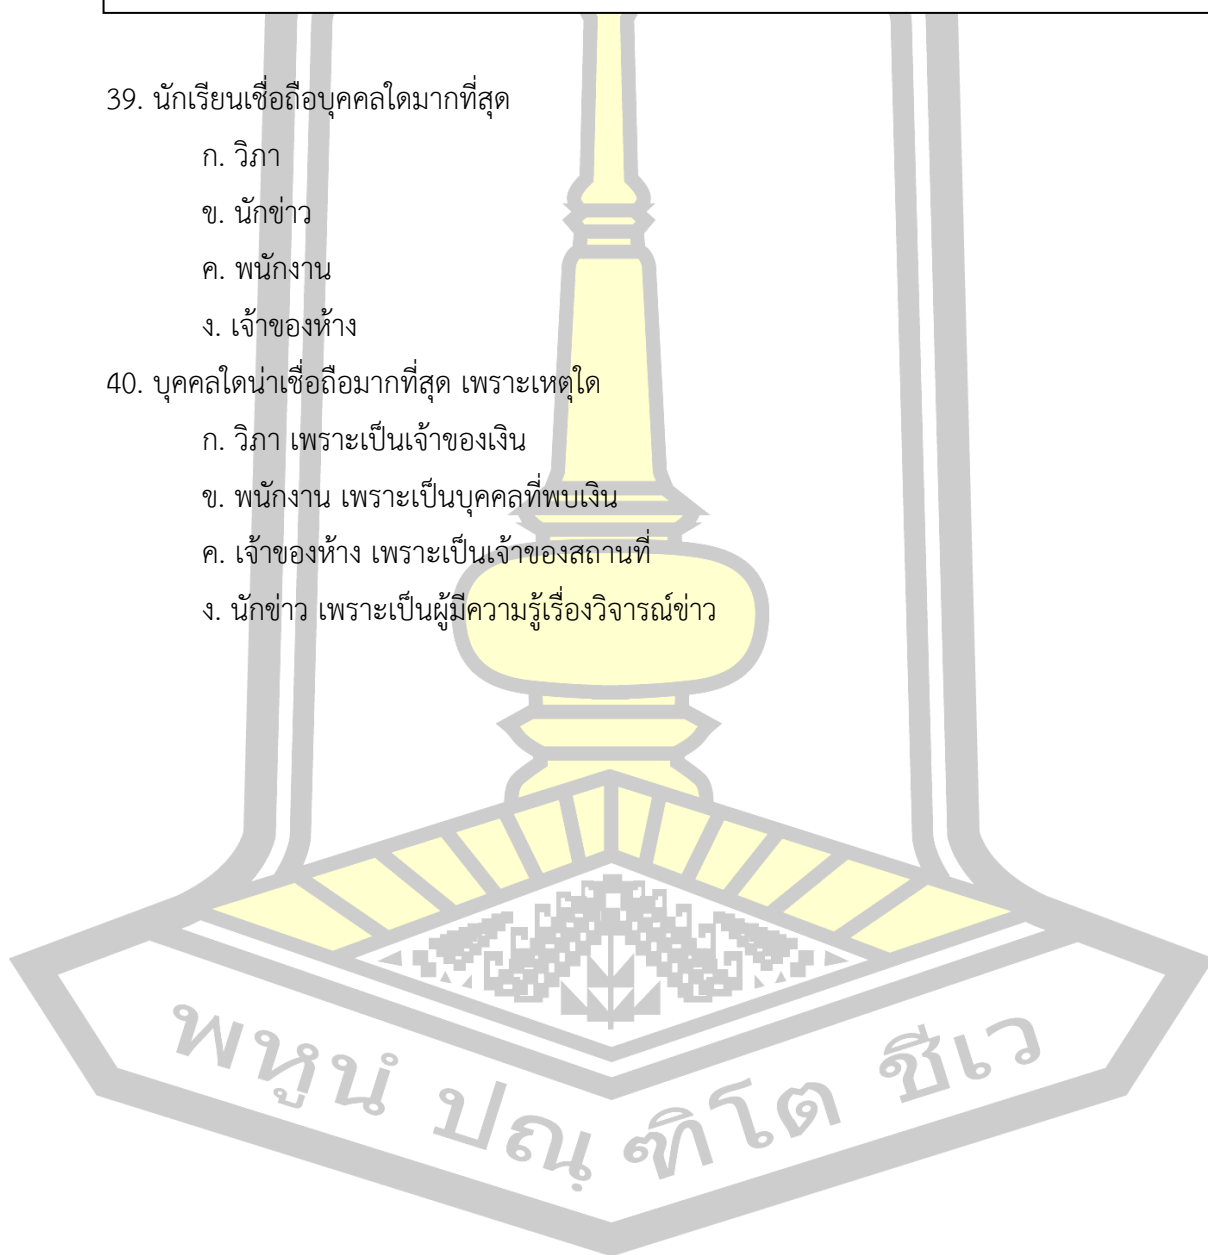 39. นักเรียนเชื่อถือบุคคลใดมากที่สุด
ก. วิภา
ข. นักข่าว
ค. พนักงาน
ง. เจ้าของห้าง
40. บุคคลใดน่าเชื่อถือมากที่สุด เพราะเหตุใด
ก. วิภา เพราะเป็นเจ้าของเงิน
ข. พนักงาน เพราะเป็นบุคคลที่พบเงิน
ค. เจ้าของห้าง เพราะเป็นเจ้าของสถานที่
ง. นักข่าว เพราะเป็นผู้มีความรู้เรื่องวิจารณ์ข่าว
พหูนํ ปณฺ ฑิโต ชีเว